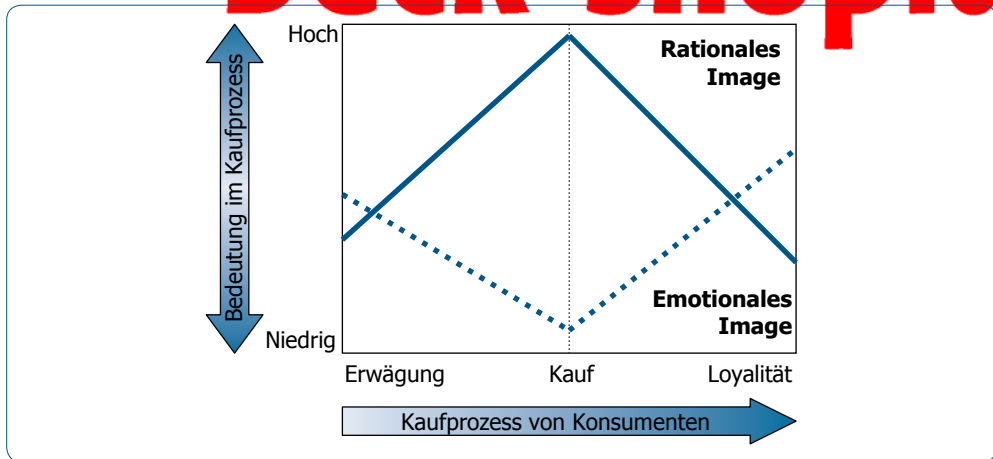 Hoch
Rationales
Image
Bedeutung im Kaufprozess
Emotionales
Image
Niedrig
Erwägung Kauf Loyalität
Kaufprozess von Konsumenten